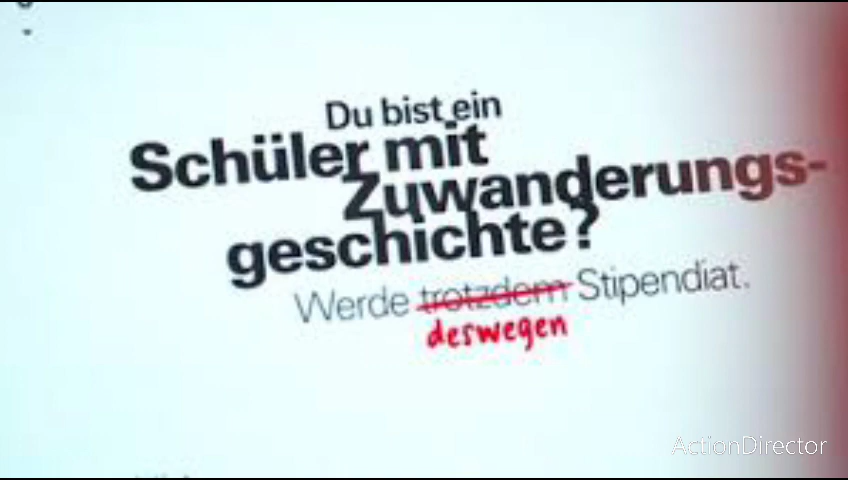 Du bist ein
Schüler mit
Zuwanderungs-
geschichte?
Werde trotzdem Stipendiat.
deswegen
ActionDirector